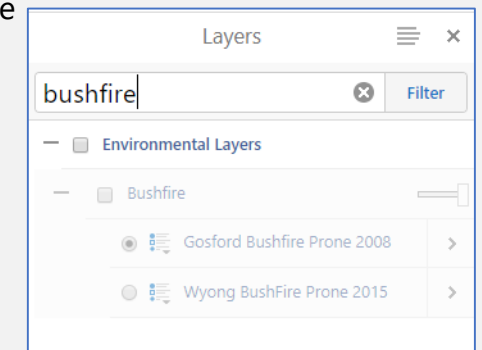 e
Layers
bushfire Filter
Environmental Layers
Bushfire
Gosford Bushfire Prone 2008
Wyong BushFire Prone 2015